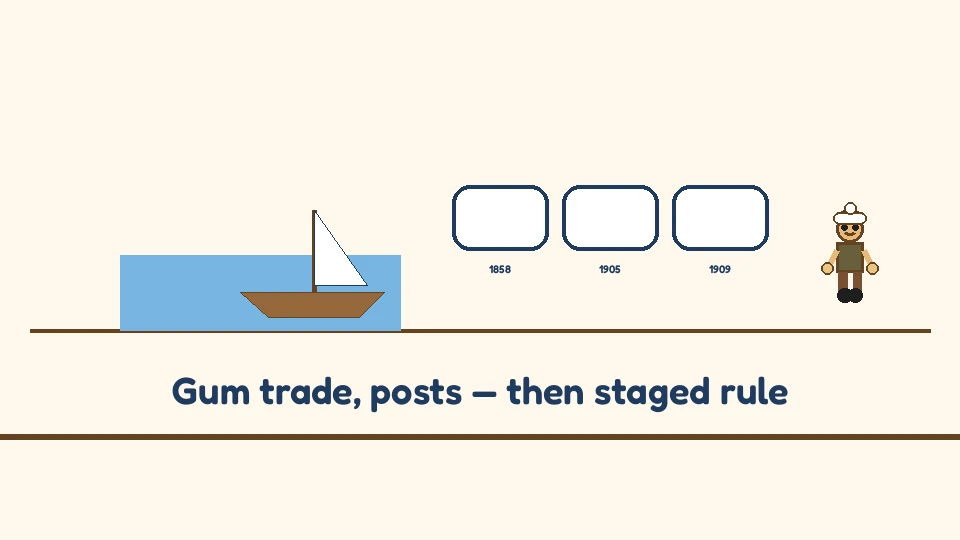 1858
1905
1909
Gum trade, posts — then staged rule